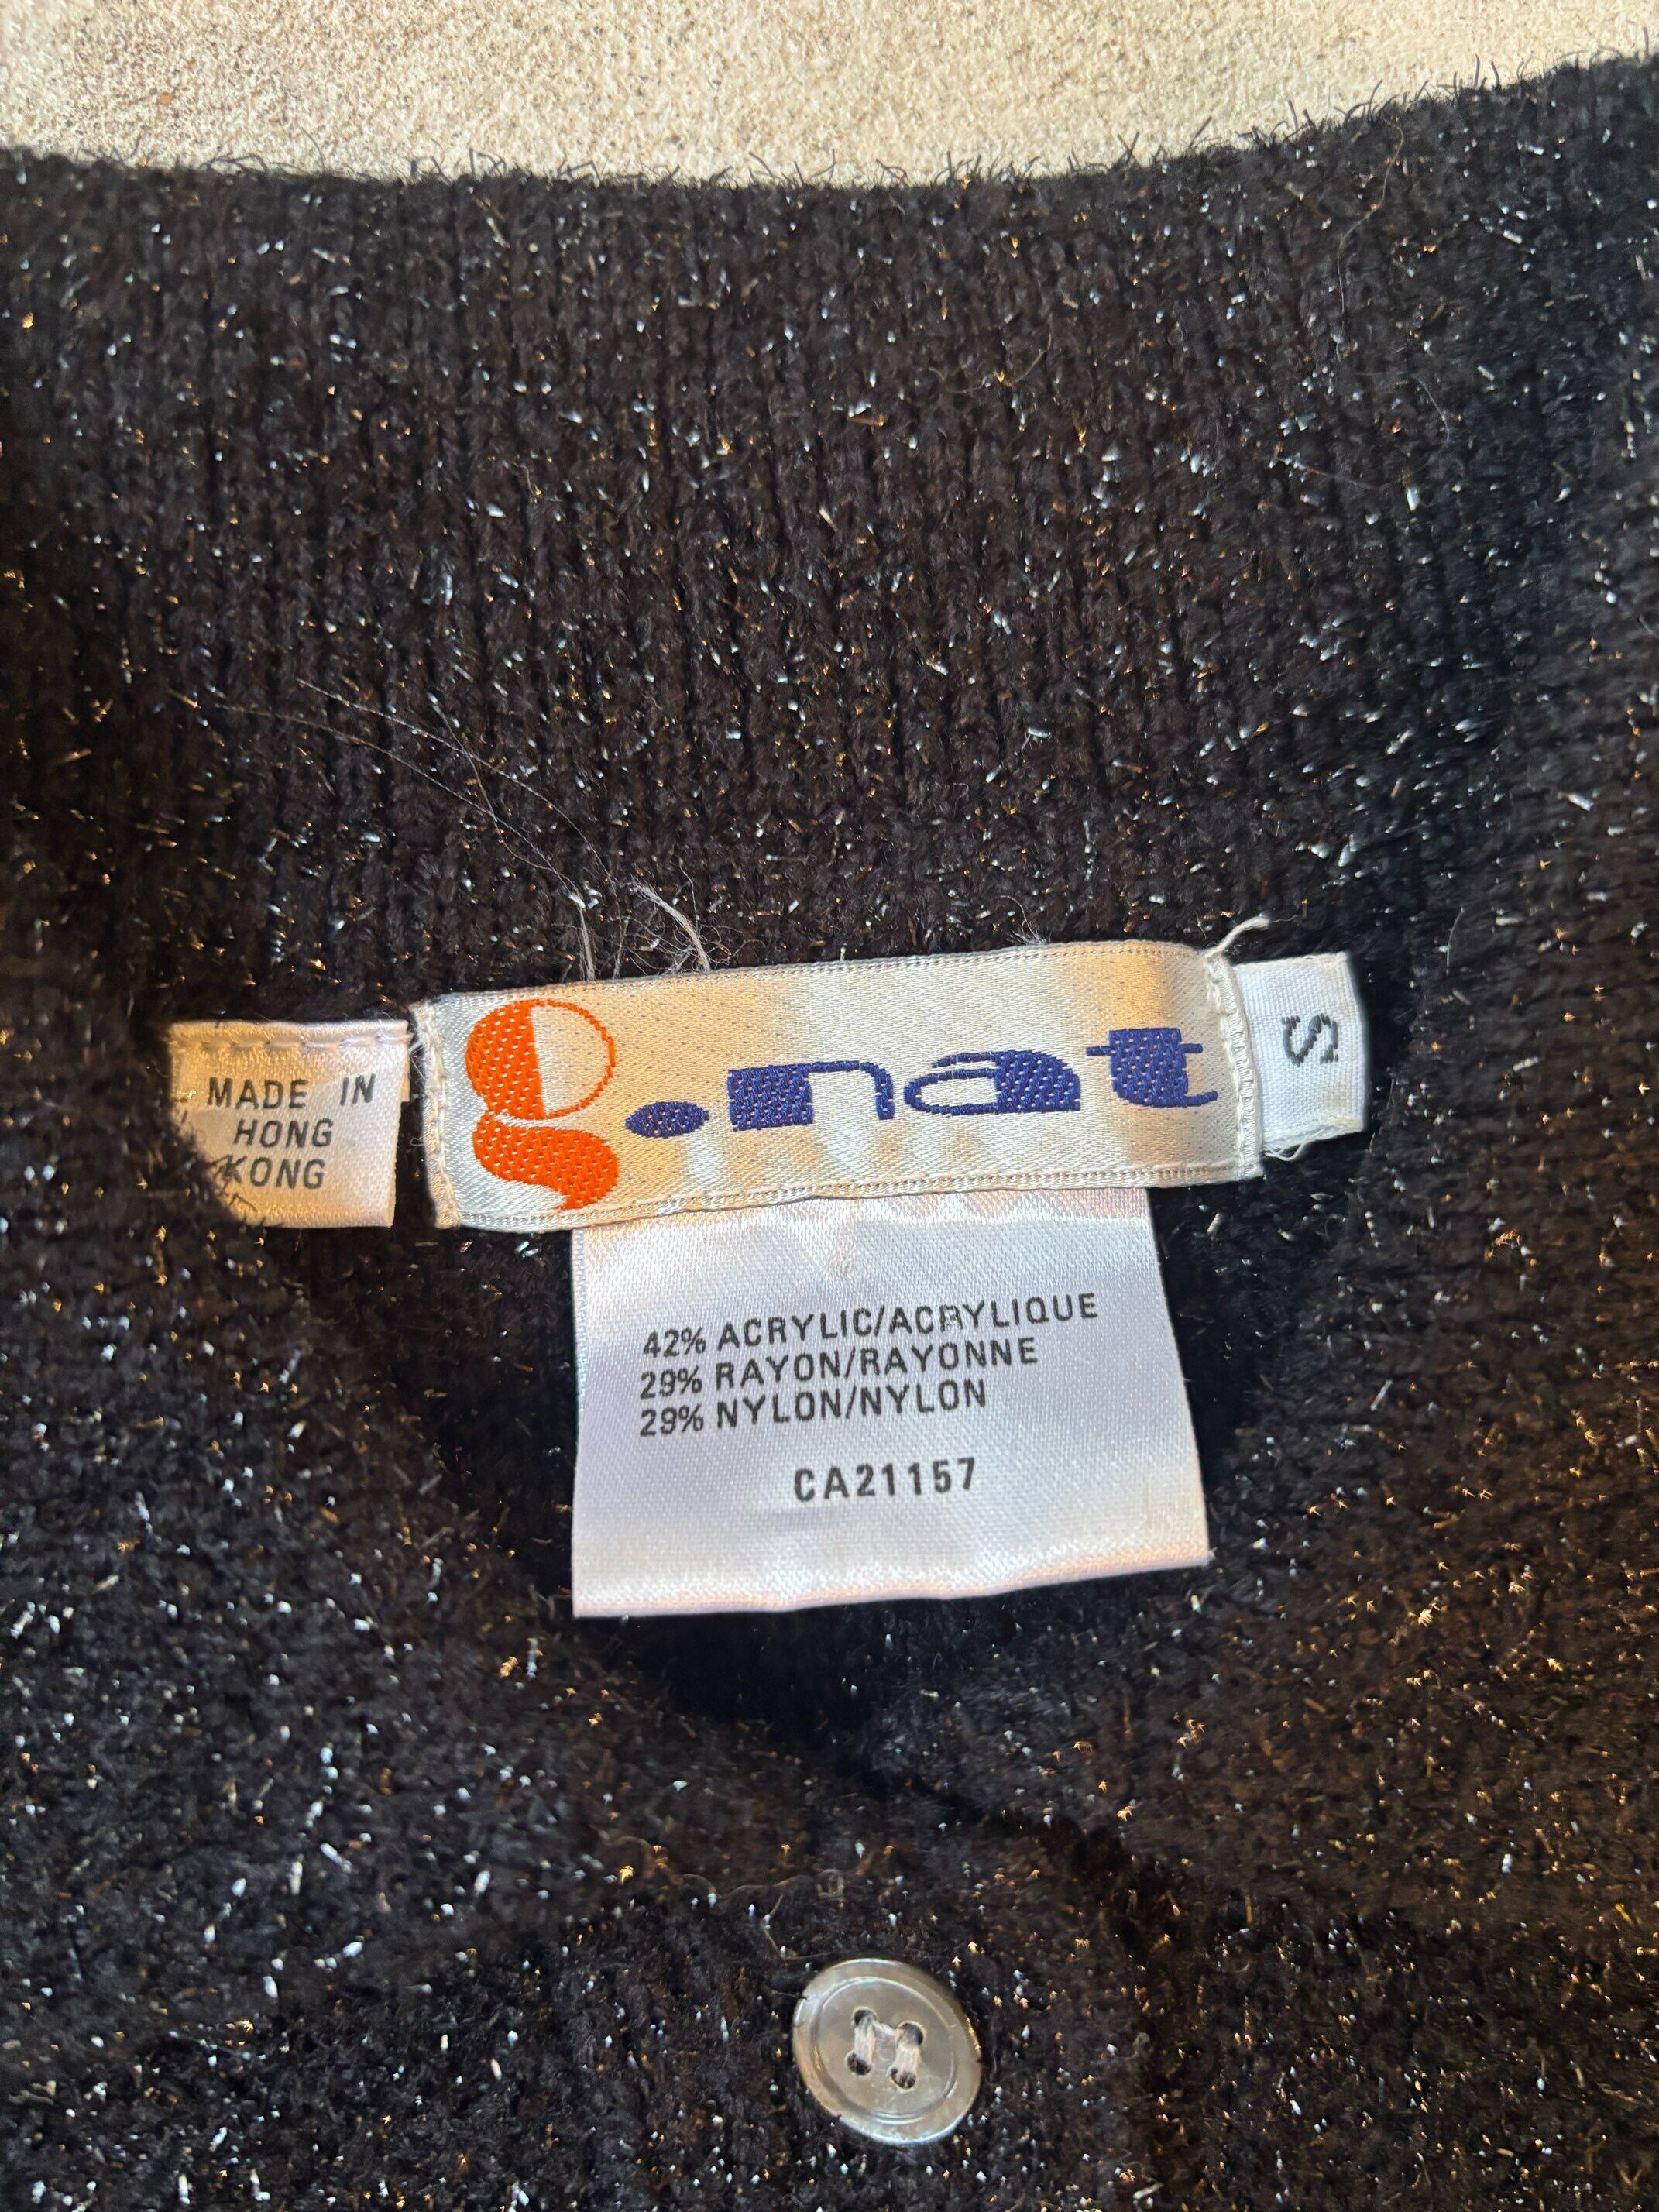 MADE IN
HONG
KONG
g.nat
S
42% ACRYLIC/ACRYLIQUE
29% RAYON/RAYONNE
29% NYLON/NYLON
CA21157